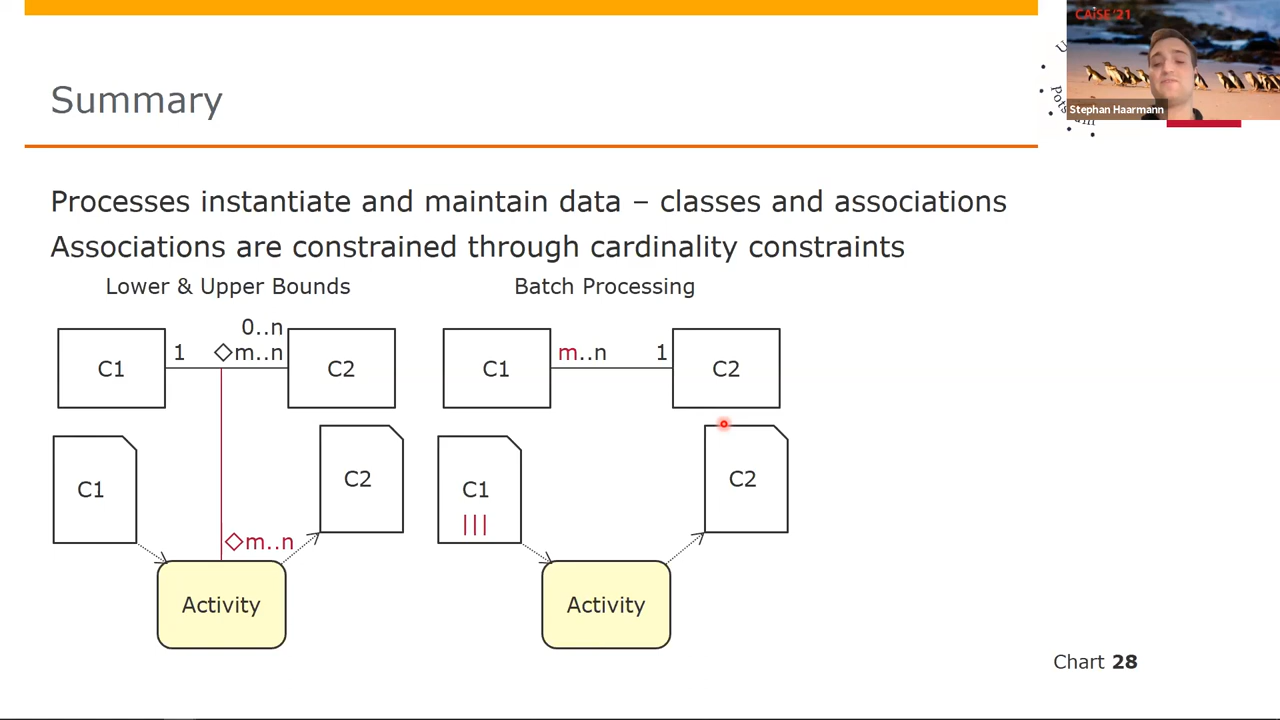 CAiSE '21
Stephan Haarmann
Summary
Processes instantiate and maintain data – classes and associations
Associations are constrained through cardinality constraints
Lower & Upper Bounds
Batch Processing
0..n
C1
1
◇m..n
C2
C1
m..n
1
C2
C1
C2
◇m..n
Activity
C1
|||
C2
Activity
Chart 28